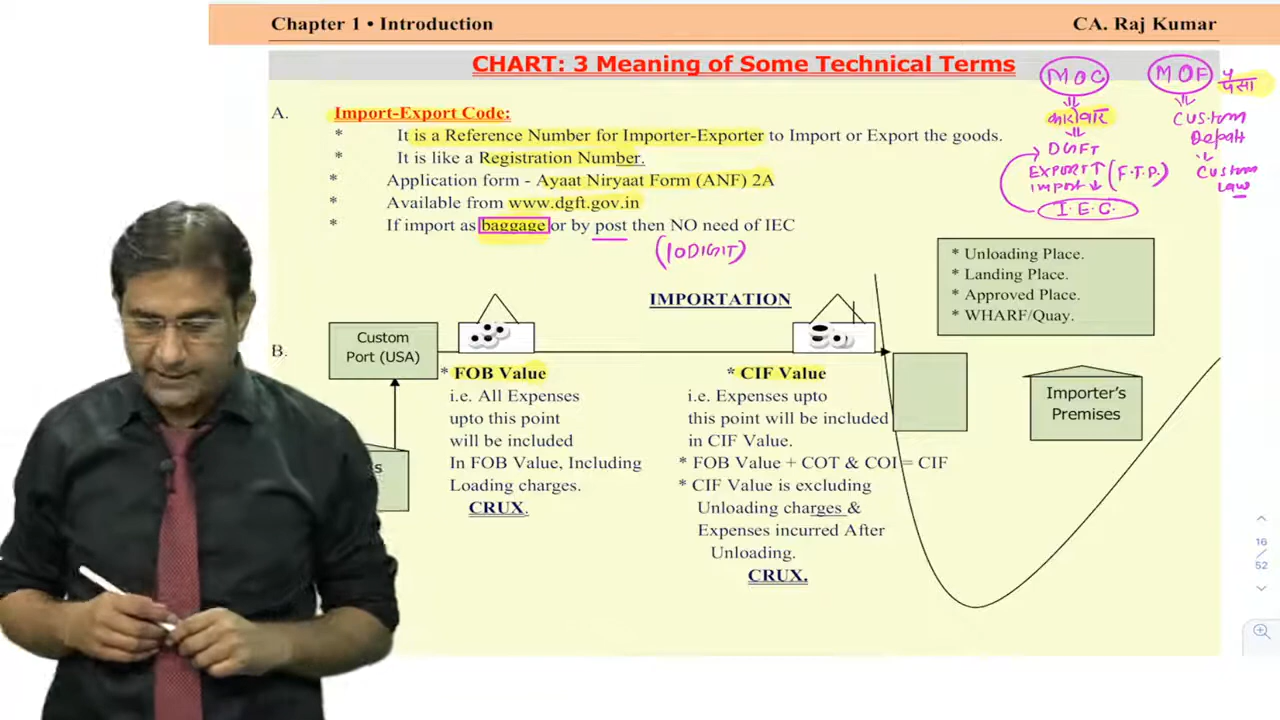 Chapter 1 • Introduction
CA. Raj Kumar
CHART: 3 Meaning of Some Technical Terms
MOC
MOF
पैसा
कारोबार
CUSTOM
Depatt
DGFT
EXPORT↑
Import↓
(F.T.P.)
Custom
Law
I.E.C.
A.
Import-Export Code:
* It is a Reference Number for Importer-Exporter to Import or Export the goods.
* It is like a Registration Number.
* Application form - Ayaat Niryaat Form (ANF) 2A
* Available from www.dgft.gov.in
* If import as baggage or by post then NO need of IEC
(10 DIGIT)
* Unloading Place.
* Landing Place.
* Approved Place.
* WHARF/Quay.
IMPORTATION
B.
Custom
Port (USA)
* FOB Value
i.e. All Expenses
upto this point
will be included
In FOB Value, Including
Loading charges.
CRUX.
* CIF Value
i.e. Expenses upto
this point will be included
in CIF Value.
* FOB Value + COT & COI = CIF
* CIF Value is excluding
Unloading charges &
Expenses incurred After
Unloading.
CRUX.
Importer's
Premises
16
/
52